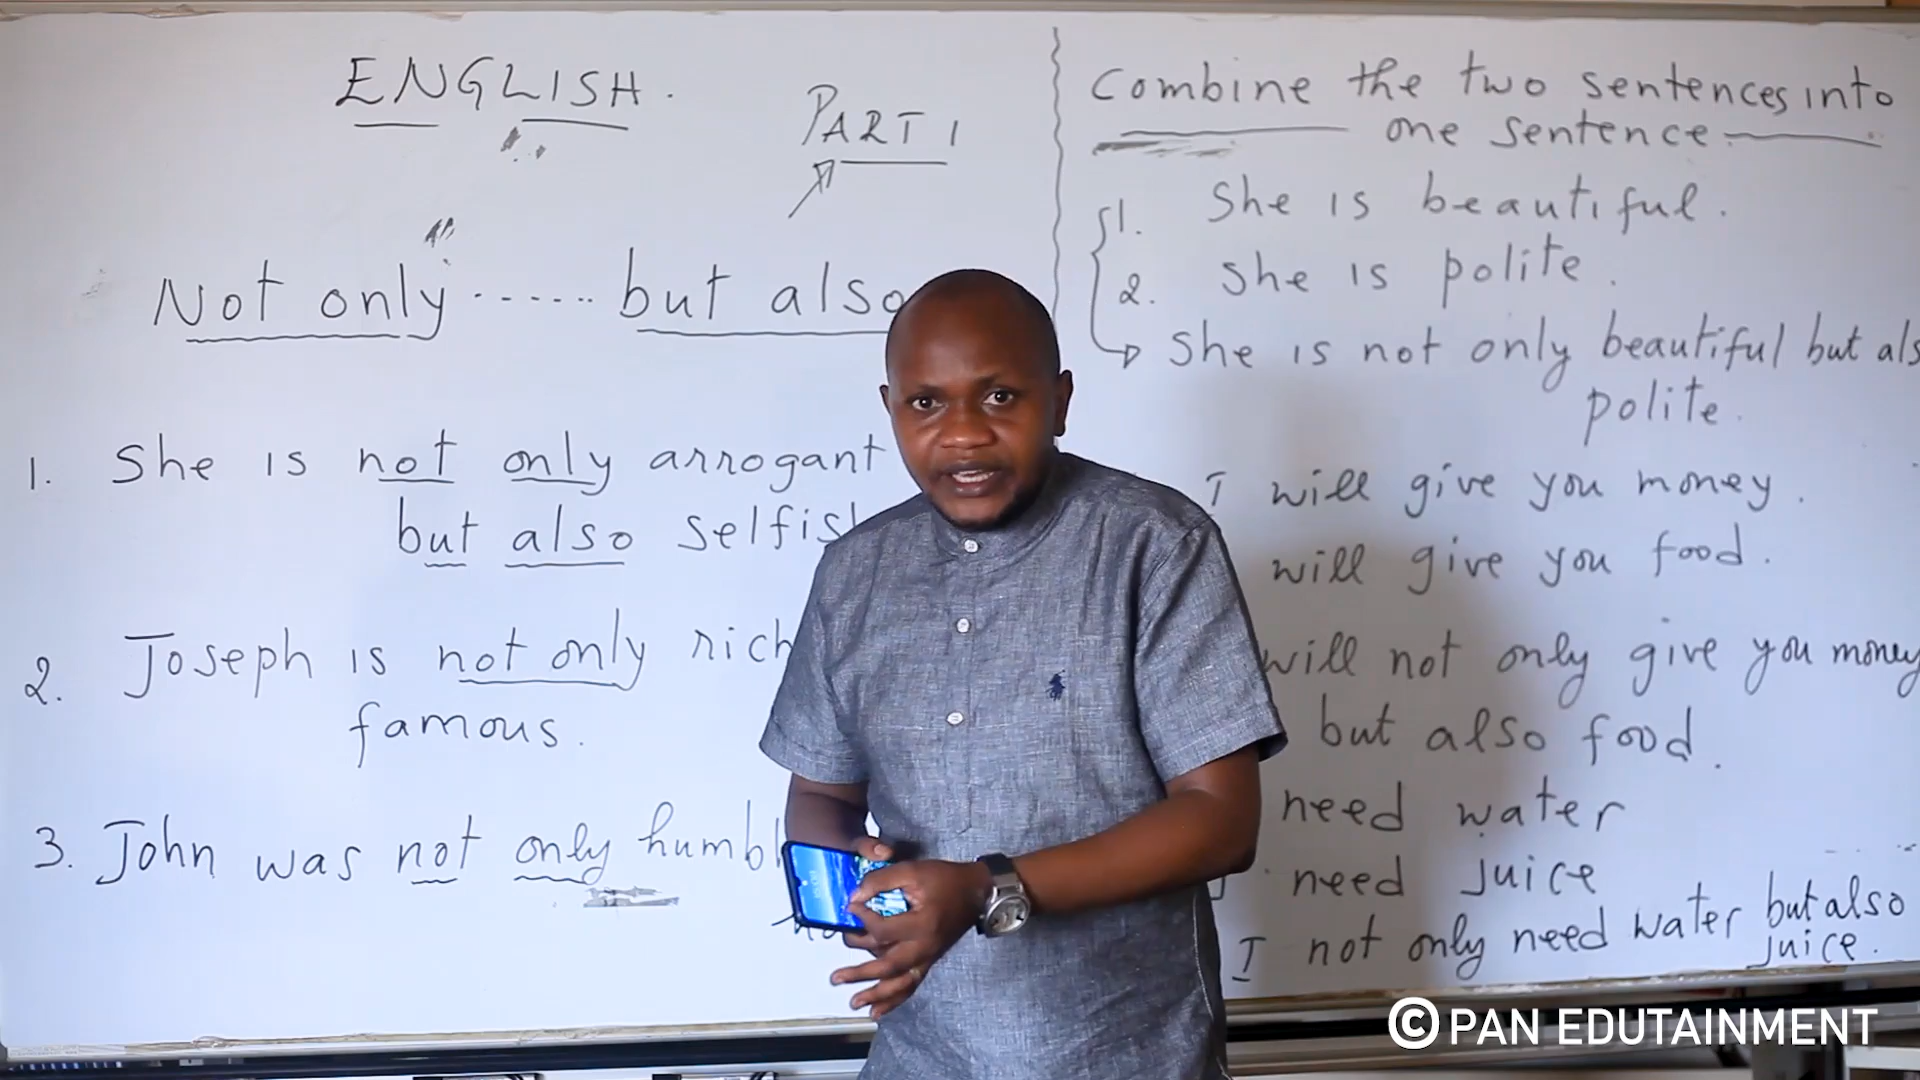 ENGLISH.
PART 1
Not only ...... but also
1. She is not only arrogant
but also selfish
2. Joseph is not only rich
famous.
3. John was not only humbl
Combine the two sentences into
one sentence
1. She is beautiful.
2. She is polite.
She is not only beautiful but als
polite.
I will give you money.
will give you food.
will not only give you money
but also food.
need water
I need juice
I not only need water but also
juice.
© PAN EDUTAINMENT